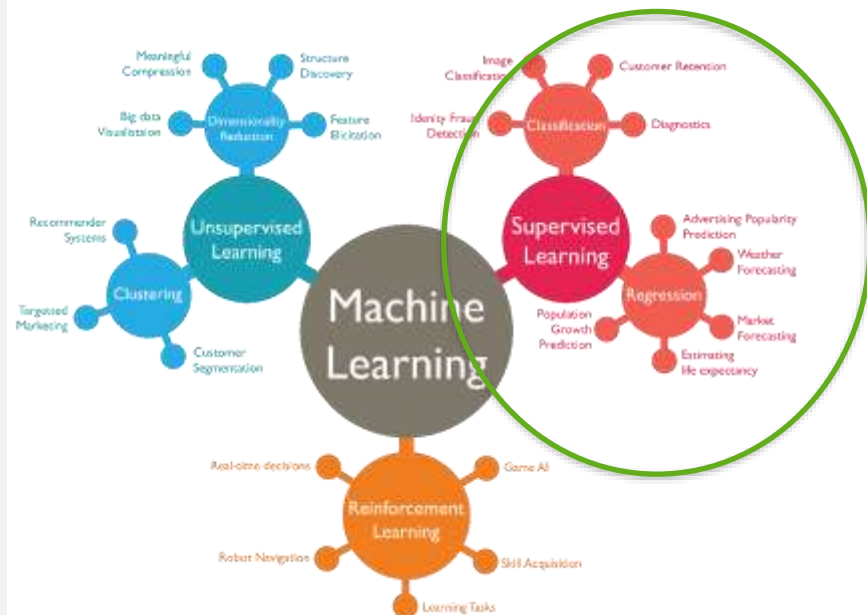 Meaningful
Compression
Structure
Discovery
Big data
Visualistaion
Dimensionality
Reduction
Feature
Elicitation
Recommender
Systems
Unsupervised
Learning
Clustering
Targetted
Marketing
Customer
Segmentation
Image
Classification
Customer Retention
Idenity Fraud
Detection
Classification
Diagnostics
Supervised
Learning
Advertising Popularity
Prediction
Weather
Forecasting
Regression
Population
Growth
Prediction
Market
Forecasting
Estimating
life expectancy
Machine
Learning
Real-time decisions
Game AI
Reinforcement
Learning
Robot Navigation
Skill Acquisition
Learning Tasks